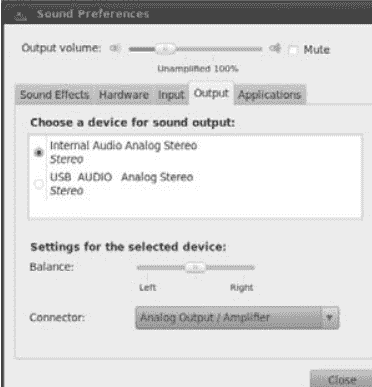 Sound Preferences
Output volume: Mute
Unamplified 100%
Sound Effects Hardware Input Output Applications
Choose a device for sound output:
Internal Audio Analog Stereo
Stereo
USB AUDIO Analog Stereo
Stereo
Settings for the selected device:
Balance:
Left Right
Connector: Analog Output / Amplifier
Close